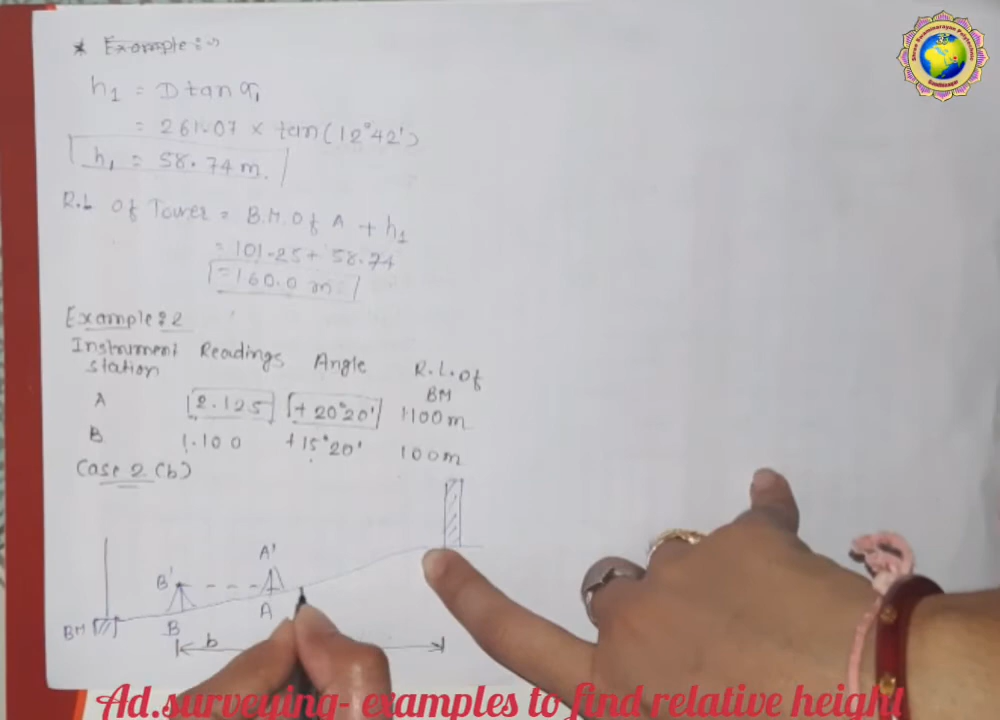 * Example :-
h1 = D tan α1
= 261.07 × tan(12°42')
h1 = 58.74 m.
R.L of Tower = B.M. of A + h1
= 101.25 + 58.74
= 160.0 m
Example : 2
Instrument station Readings Angle R.L. of BM
A 2.125 + 20°20' 100m
B 1.100 +15°20' 100m
Case 2 (b)
A'
B'
A
BM
B
b
Ad.surveying- examples to find relative height